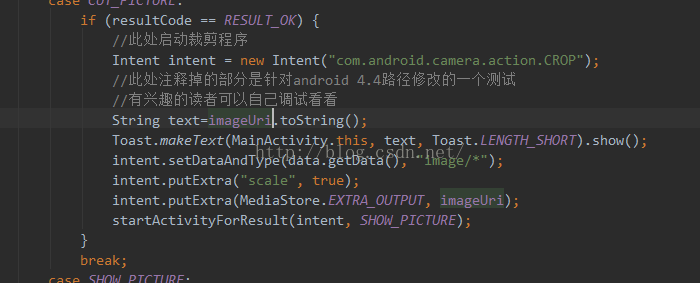 case CUT_PICTURE:
if (resultCode == RESULT_OK) {
//此处启动裁剪程序
Intent intent = new Intent("com.android.camera.action.CROP");
//此处注释掉的部分是针对android 4.4路径修改的一个测试
//有兴趣的读者可以自己调试看看
String text=imageUri.toString();
Toast.makeText(MainActivity.this, text, Toast.LENGTH_SHORT).show();
http://blog.csdn.net/
intent.setDataAndType(data.getData(), "image/*");
intent.putExtra("scale", true);
intent.putExtra(MediaStore.EXTRA_OUTPUT, imageUri);
startActivityForResult(intent, SHOW_PICTURE);
}
break;
case SHOW_PICTURE: